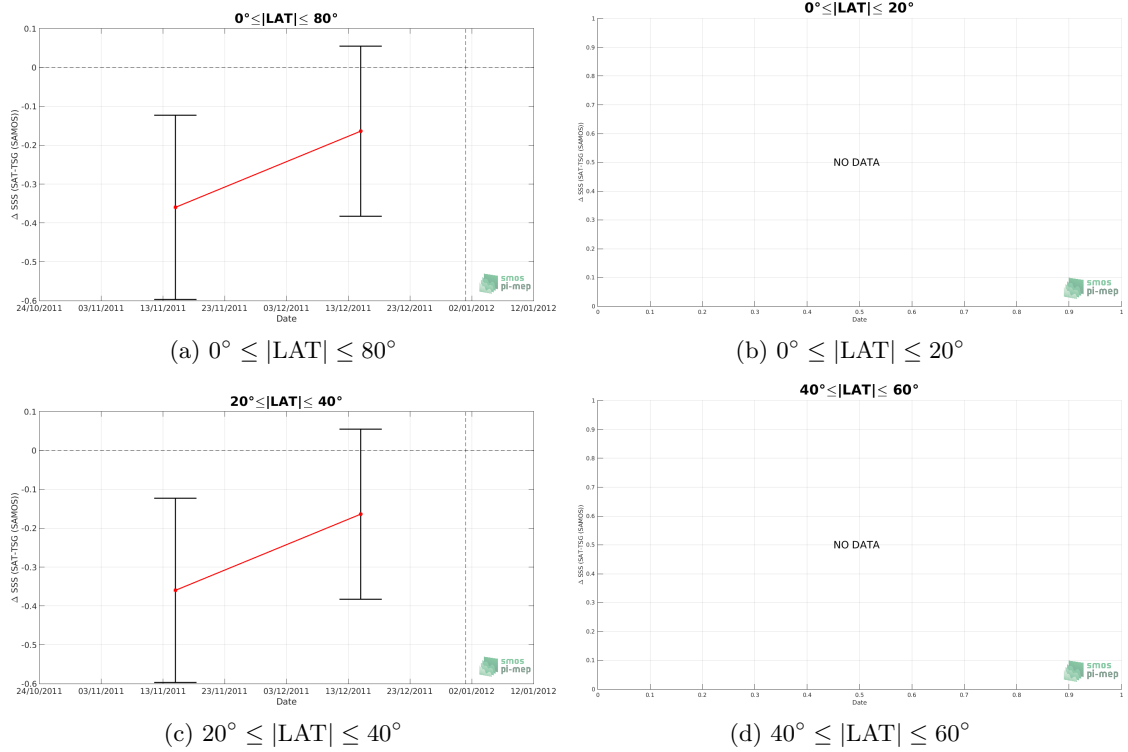 0°≤|LAT|≤ 80°
0.1
0
-0.1
-0.2
-0.3
-0.4
-0.5
-0.6
Δ SSS (SAT-TSG (SAMOS))
24/10/2011 03/11/2011 13/11/2011 23/11/2011 03/12/2011 13/12/2011 23/12/2011 02/01/2012 12/01/2012
Date
smos
pi-mep
(a) 0° ≤ |LAT| ≤ 80°
0°≤|LAT|≤ 20°
1
0.9
0.8
0.7
0.6
0.5
0.4
0.3
0.2
0.1
0
Δ SSS (SAT-TSG (SAMOS))
NO DATA
0 0.1 0.2 0.3 0.4 0.5 0.6 0.7 0.8 0.9 1
Date
smos
pi-mep
(b) 0° ≤ |LAT| ≤ 20°
20°≤|LAT|≤ 40°
0.1
0
-0.1
-0.2
-0.3
-0.4
-0.5
-0.6
Δ SSS (SAT-TSG (SAMOS))
24/10/2011 03/11/2011 13/11/2011 23/11/2011 03/12/2011 13/12/2011 23/12/2011 02/01/2012 12/01/2012
Date
smos
pi-mep
(c) 20° ≤ |LAT| ≤ 40°
40°≤|LAT|≤ 60°
1
0.9
0.8
0.7
0.6
0.5
0.4
0.3
0.2
0.1
0
Δ SSS (SAT-TSG (SAMOS))
NO DATA
0 0.1 0.2 0.3 0.4 0.5 0.6 0.7 0.8 0.9 1
Date
smos
pi-mep
(d) 40° ≤ |LAT| ≤ 60°